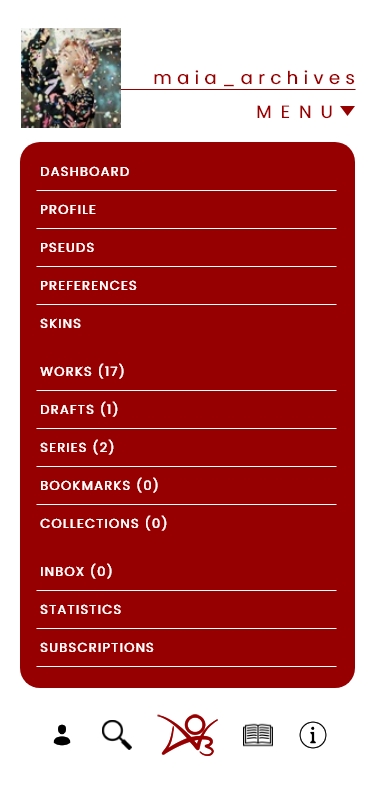 maia_archives
MENU
DASHBOARD
PROFILE
PSEUDS
PREFERENCES
SKINS
WORKS (17)
DRAFTS (1)
SERIES (2)
BOOKMARKS (0)
COLLECTIONS (0)
INBOX (0)
STATISTICS
SUBSCRIPTIONS